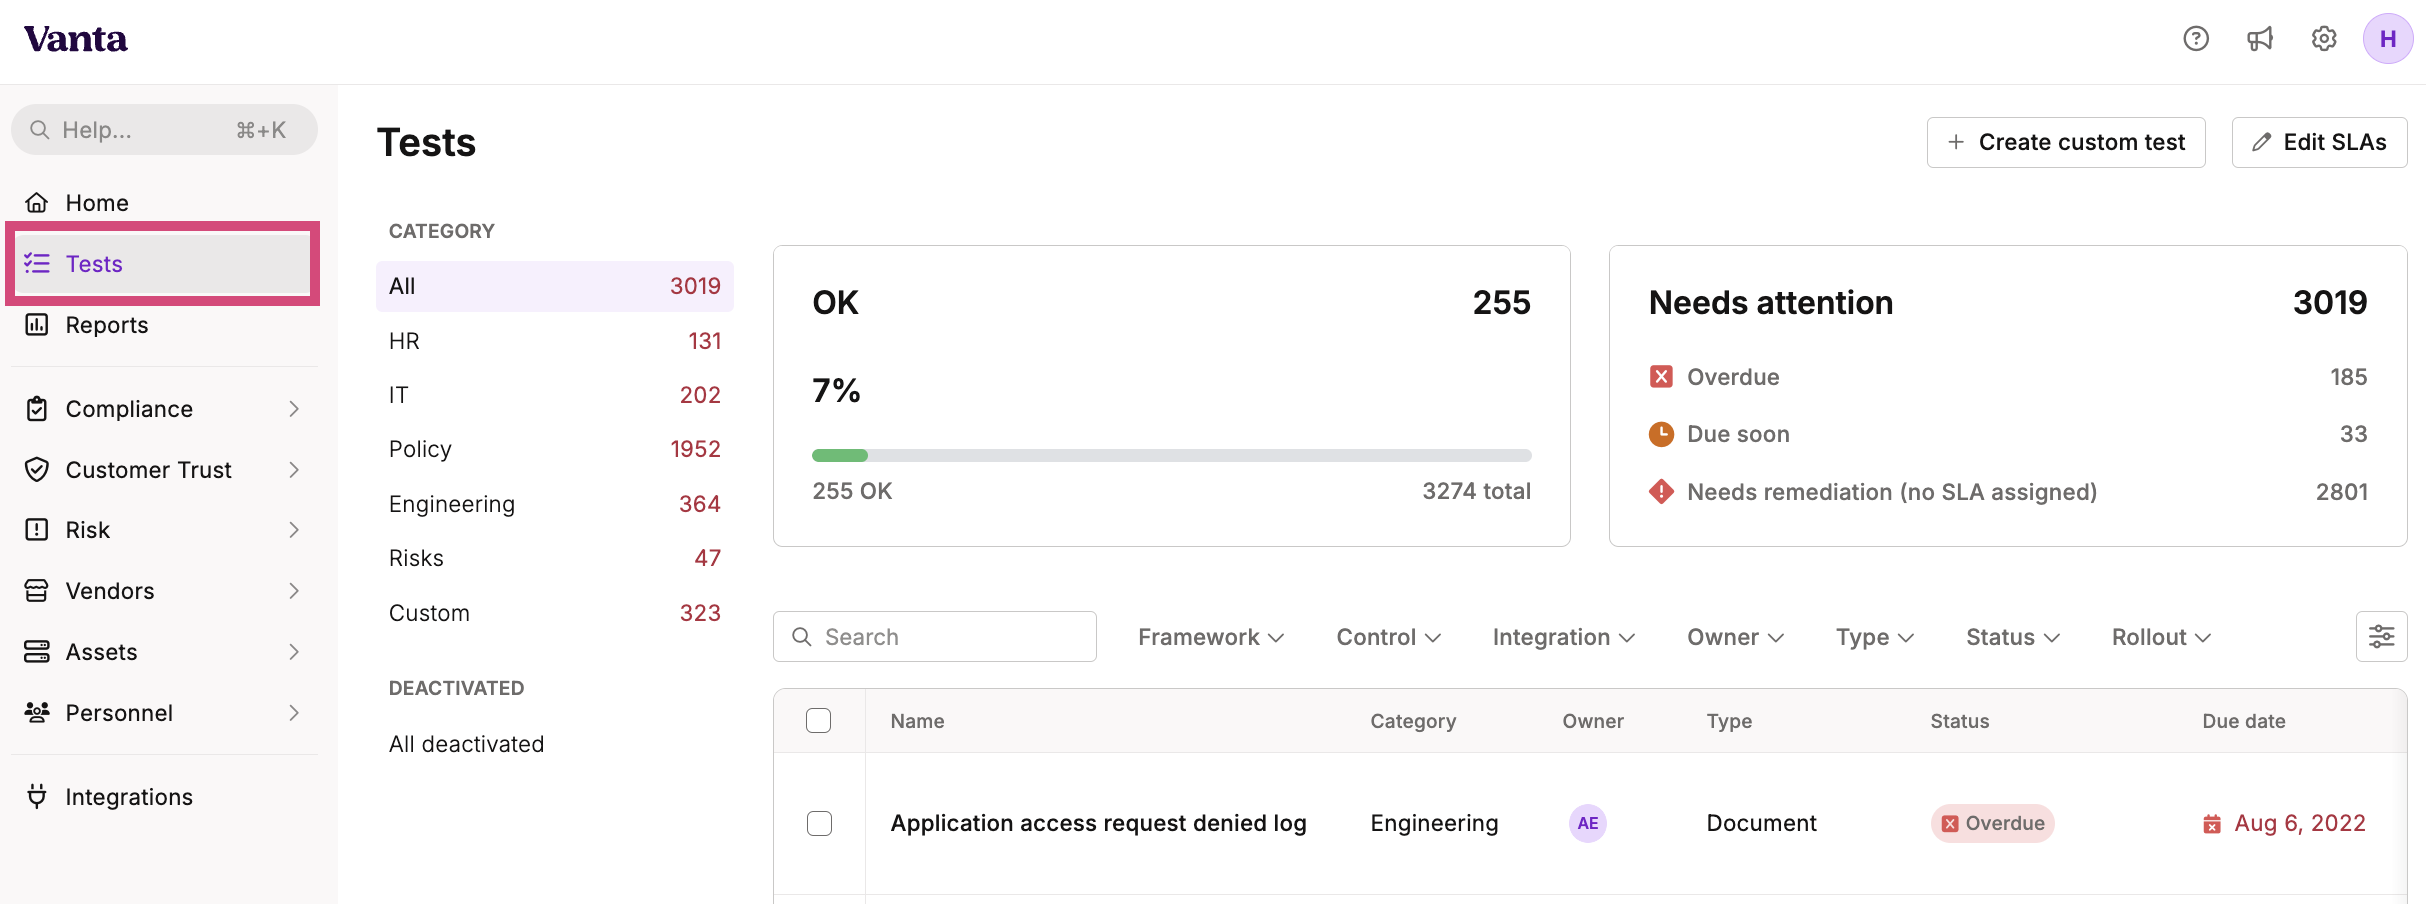 Vanta
H
Help...
⌘+K
Home
Tests
Reports
Compliance
Customer Trust
Risk
Vendors
Assets
Personnel
Integrations
Tests
Create custom test
Edit SLAs
CATEGORY
All 3019
HR 131
IT 202
Policy 1952
Engineering 364
Risks 47
Custom 323
DEACTIVATED
All deactivated
OK 255
7%
255 OK 3274 total
Needs attention 3019
Overdue 185
Due soon 33
Needs remediation (no SLA assigned) 2801
Search Framework Control Integration Owner Type Status Rollout
Name Category Owner Type Status Due date
Application access request denied log Engineering AE Document Overdue Aug 6, 2022